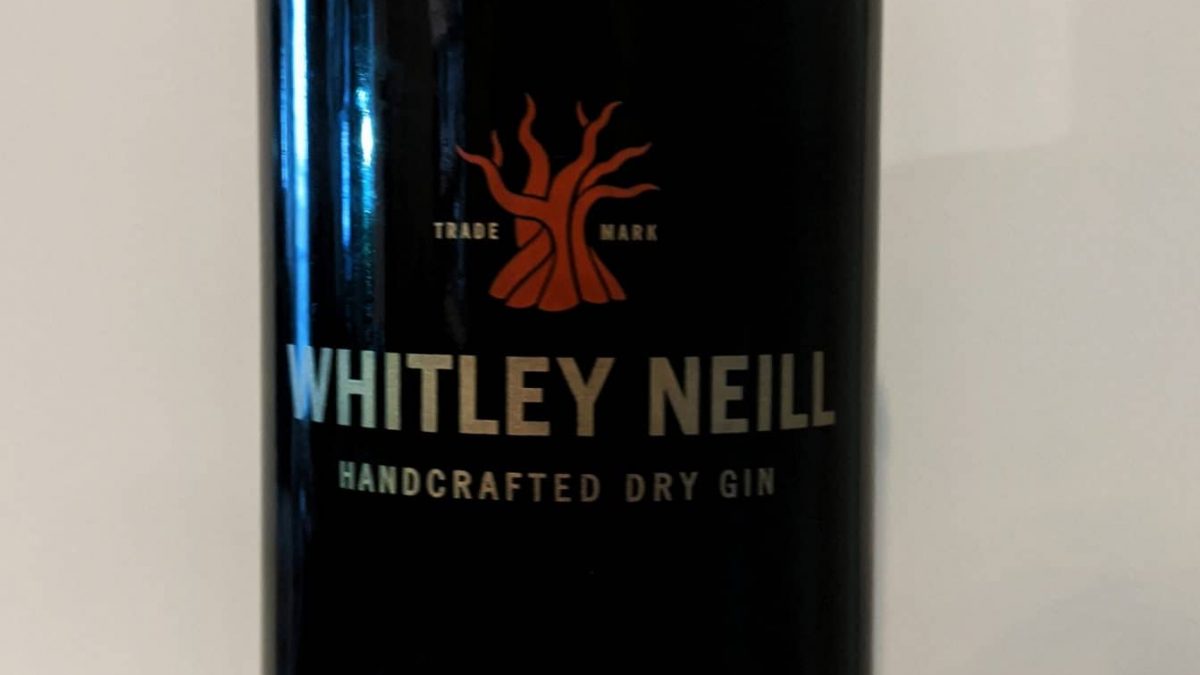 TRADE MARK
WHITLEY NEILL
HANDCRAFTED DRY GIN